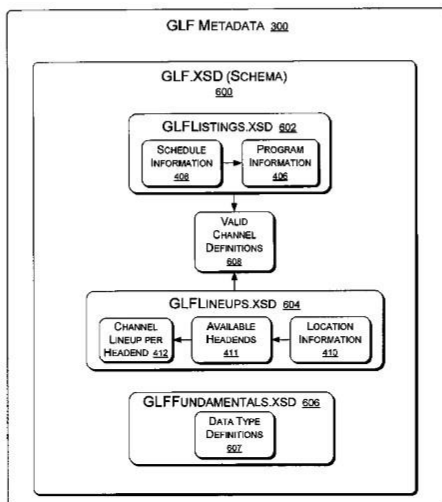 GLF METADATA 300
GLF.XSD (SCHEMA)
600
GLFLISTINGS.XSD 602
SCHEDULE
INFORMATION
408
PROGRAM
INFORMATION
406
VALID
CHANNEL
DEFINITIONS
608
GLFLINEUPS.XSD 604
CHANNEL
LINEUP PER
HEADEND 412
AVAILABLE
HEADENDS
411
LOCATION
INFORMATION
410
GLFFUNDAMENTALS.XSD 606
DATA TYPE
DEFINITIONS
607